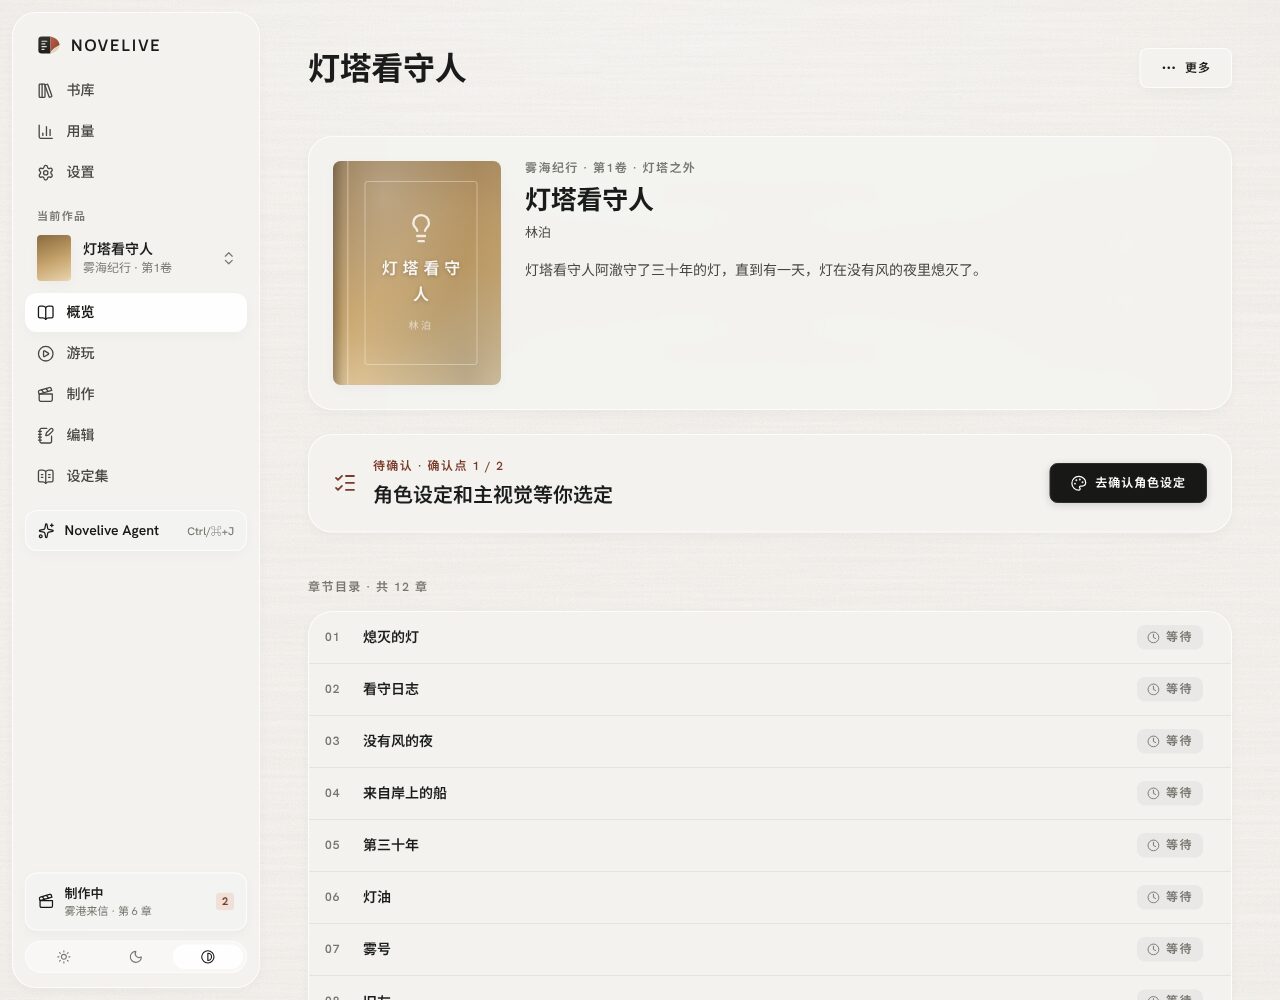 NOVELIVE
书库
用量
设置
当前作品
灯塔看守人
雾海纪行 · 第1卷
概览
游玩
制作
编辑
设定集
Novelive Agent
Ctrl/⌘+J
制作中
雾港来信 · 第 6 章
2
灯塔看守人
更多
灯塔看守
人
林泊
雾海纪行 · 第1卷 · 灯塔之外
灯塔看守人
林泊
灯塔看守人阿澈守了三十年的灯，直到有一天，灯在没有风的夜里熄灭了。
待确认 · 确认点 1 / 2
角色设定和主视觉等你选定
去确认角色设定
章节目录 · 共 12 章
01 熄灭的灯 等待
02 看守日志 等待
03 没有风的夜 等待
04 来自岸上的船 等待
05 第三十年 等待
06 灯油 等待
07 雾号 等待